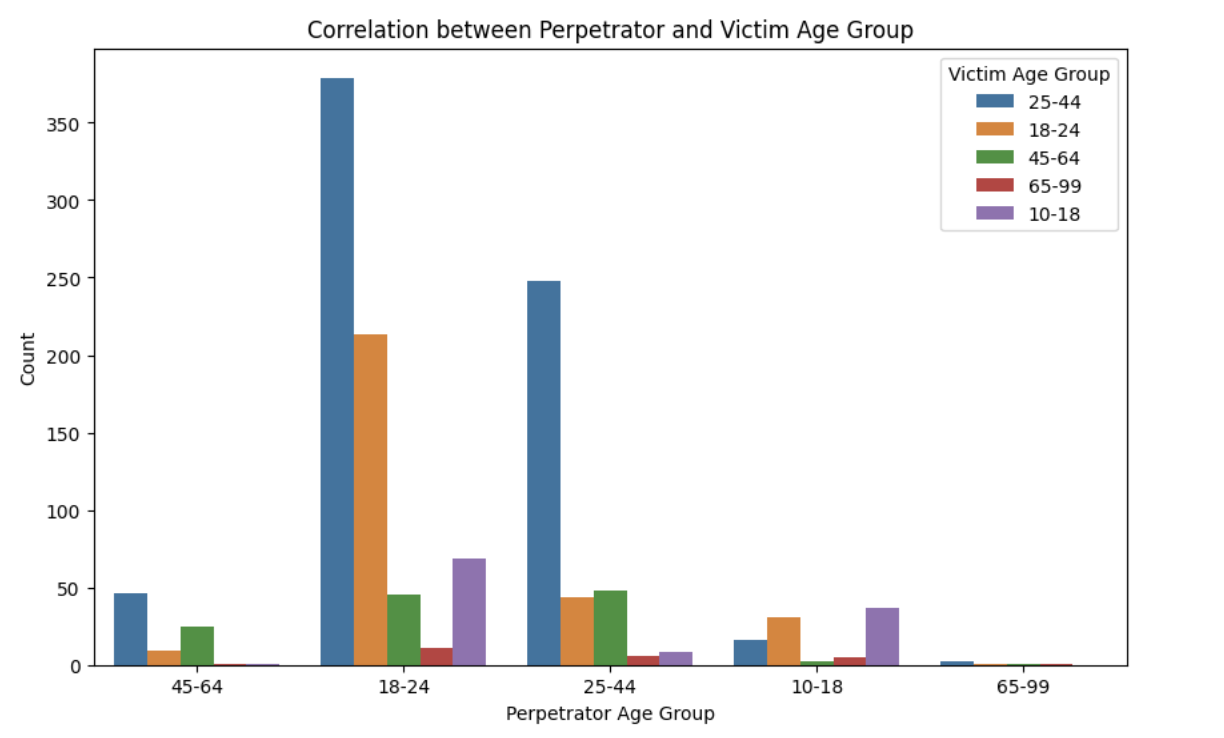 Correlation between Perpetrator and Victim Age Group
Victim Age Group
25-44
18-24
45-64
65-99
10-18
350
300
250
200
150
100
50
0
Count
45-64 18-24 25-44 10-18 65-99
Perpetrator Age Group